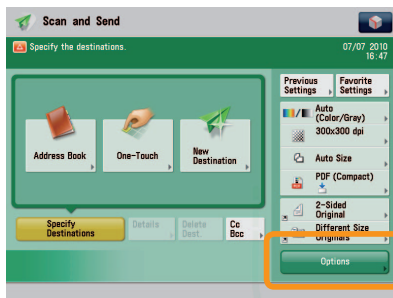 Scan and Send
Specify the destinations.
07/07 2010
16:47
Previous
Settings
Favorite
Settings
Auto
(Color/Gray)
300x300 dpi
Auto Size
PDF (Compact)
2-Sided
Original
Different Size
Originals
Address Book
One-Touch
New
Destination
Specify
Destinations
Details
Delete
Dest.
Cc
Bcc
Options